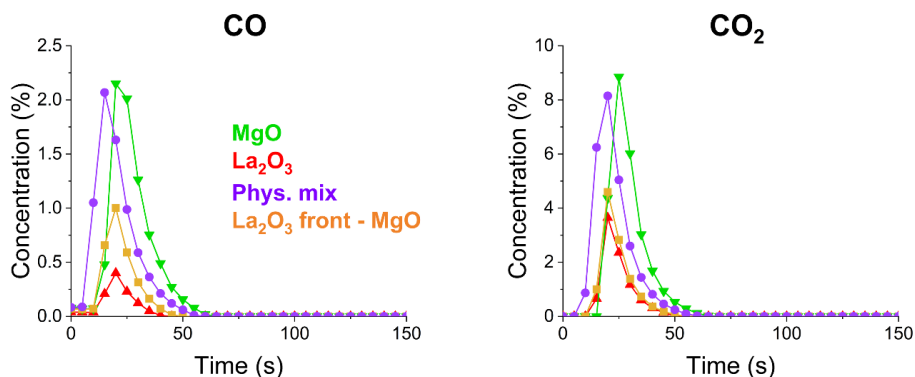 CO
2.5
2.0
1.5
1.0
0.5
0.0
Concentration (%)
0 50 100 150
Time (s)
MgO
La₂O₃
Phys. mix
La₂O₃ front - MgO
CO₂
10
8
6
4
2
0
Concentration (%)
0 50 100 150
Time (s)